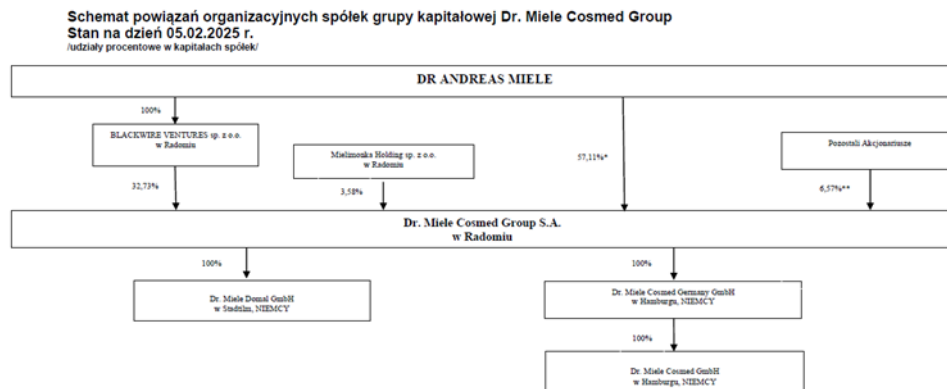 Schemat powiązań organizacyjnych spółek grupy kapitałowej Dr. Miele Cosmed Group
Stan na dzień 05.02.2025 r.
/udziały procentowe w kapitałach spółek/
DR ANDREAS MIELE
100%
BLACKWIRE VENTURES sp. z o.o.
w Radomiu
Mielimonka Holding sp. z o.o.
w Radomiu
57,11%*
Pozostali Akcjonariusze
32,73%
3,58%
6,57%**
Dr. Miele Cosmed Group S.A.
w Radomiu
100%
100%
Dr. Miele Domal GmbH
w Stadtilm, NIEMCY
Dr. Miele Cosmed Germany GmbH
w Hamburgu, NIEMCY
100%
Dr. Miele Cosmed GmbH
w Hamburgu, NIEMCY